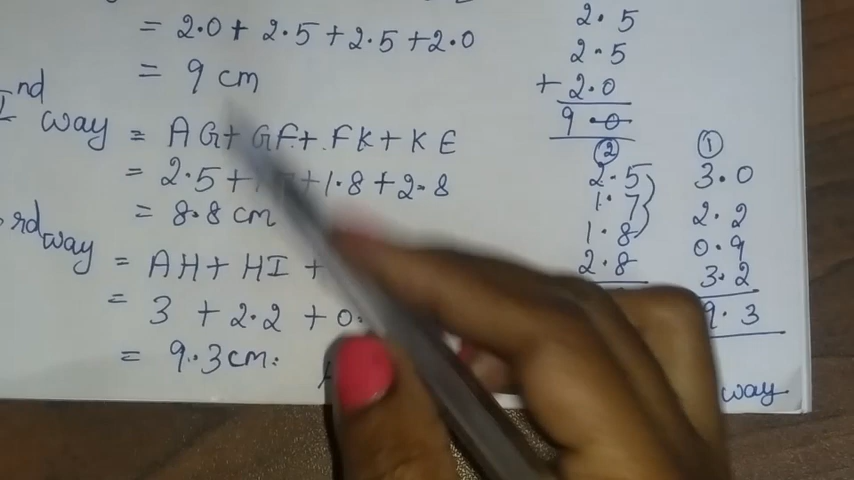 = 2.0 + 2.5 + 2.5 + 2.0
= 9 cm
nd
way = AG + GF + FK + KE
= 2.5 + + 1.8 + 2.8
= 8.8 cm
rd way = AH + HI +
= 3 + 2.2 + 0.
= 9.3 cm.
2.5
2.5
+ 2.0
9.0
②
2.5
1.7
1.8
2.8
①
3.0
2.2
0.9
3.2
9.3
way